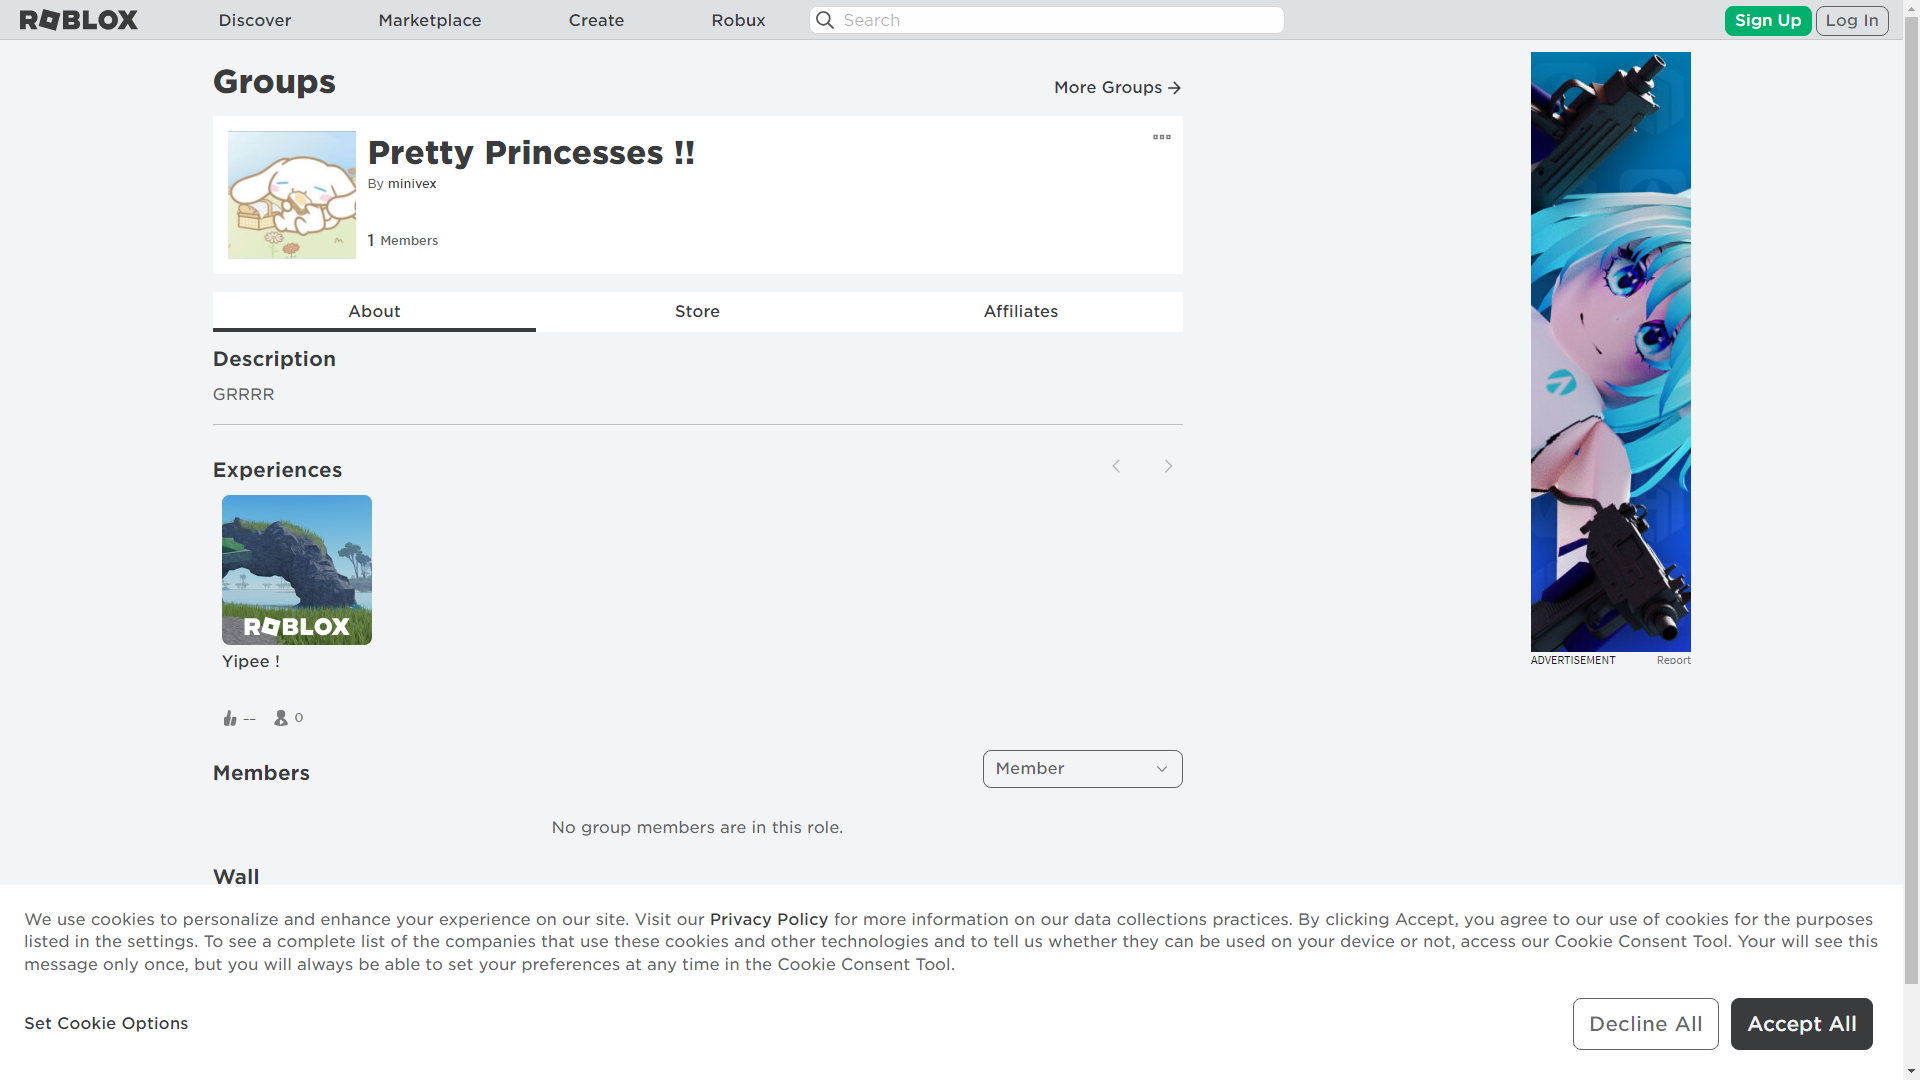 ROBLOX
Discover
Marketplace
Create
Robux
Search
Sign Up
Log In
Groups
More Groups
Pretty Princesses !!
By minivex
1 Members
About
Store
Affiliates
Description
GRRRR
Experiences
ROBLOX
Yipee !
--
0
Members
Member
No group members are in this role.
Wall
ADVERTISEMENT
Report
We use cookies to personalize and enhance your experience on our site. Visit our Privacy Policy for more information on our data collections practices. By clicking Accept, you agree to our use of cookies for the purposes
listed in the settings. To see a complete list of the companies that use these cookies and other technologies and to tell us whether they can be used on your device or not, access our Cookie Consent Tool. Your will see this
message only once, but you will always be able to set your preferences at any time in the Cookie Consent Tool.
Set Cookie Options
Decline All
Accept All